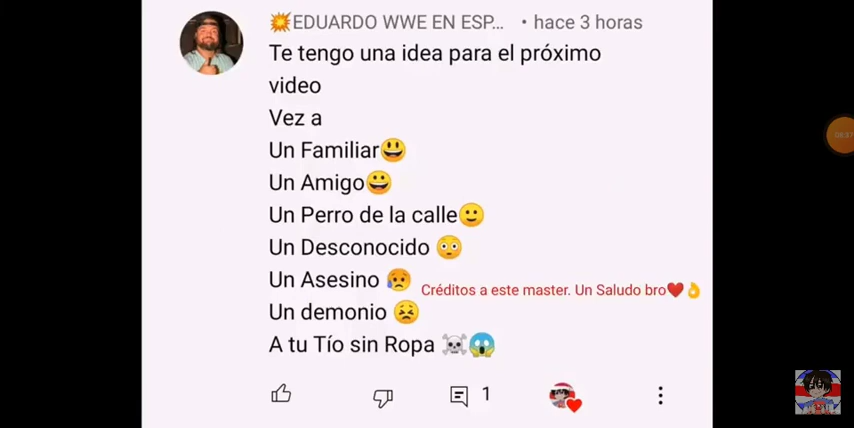 💥EDUARDO WWE EN ESP... • hace 3 horas
Te tengo una idea para el próximo
video
Vez a
Un Familiar😃
Un Amigo😀
Un Perro de la calle🙂
Un Desconocido 😳
Un Asesino 😥
Créditos a este master. Un Saludo bro❤️👌
Un demonio 😣
A tu Tío sin Ropa ☠️😱
1